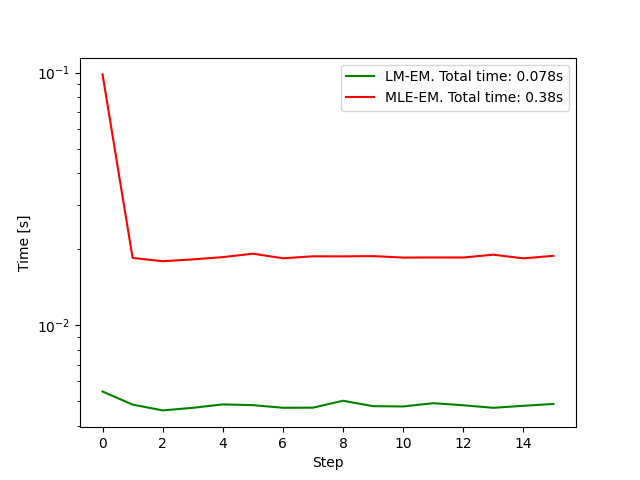 LM-EM. Total time: 0.078s
MLE-EM. Total time: 0.38s
10⁻¹
10⁻²
Time [s]
0 2 4 6 8 10 12 14
Step